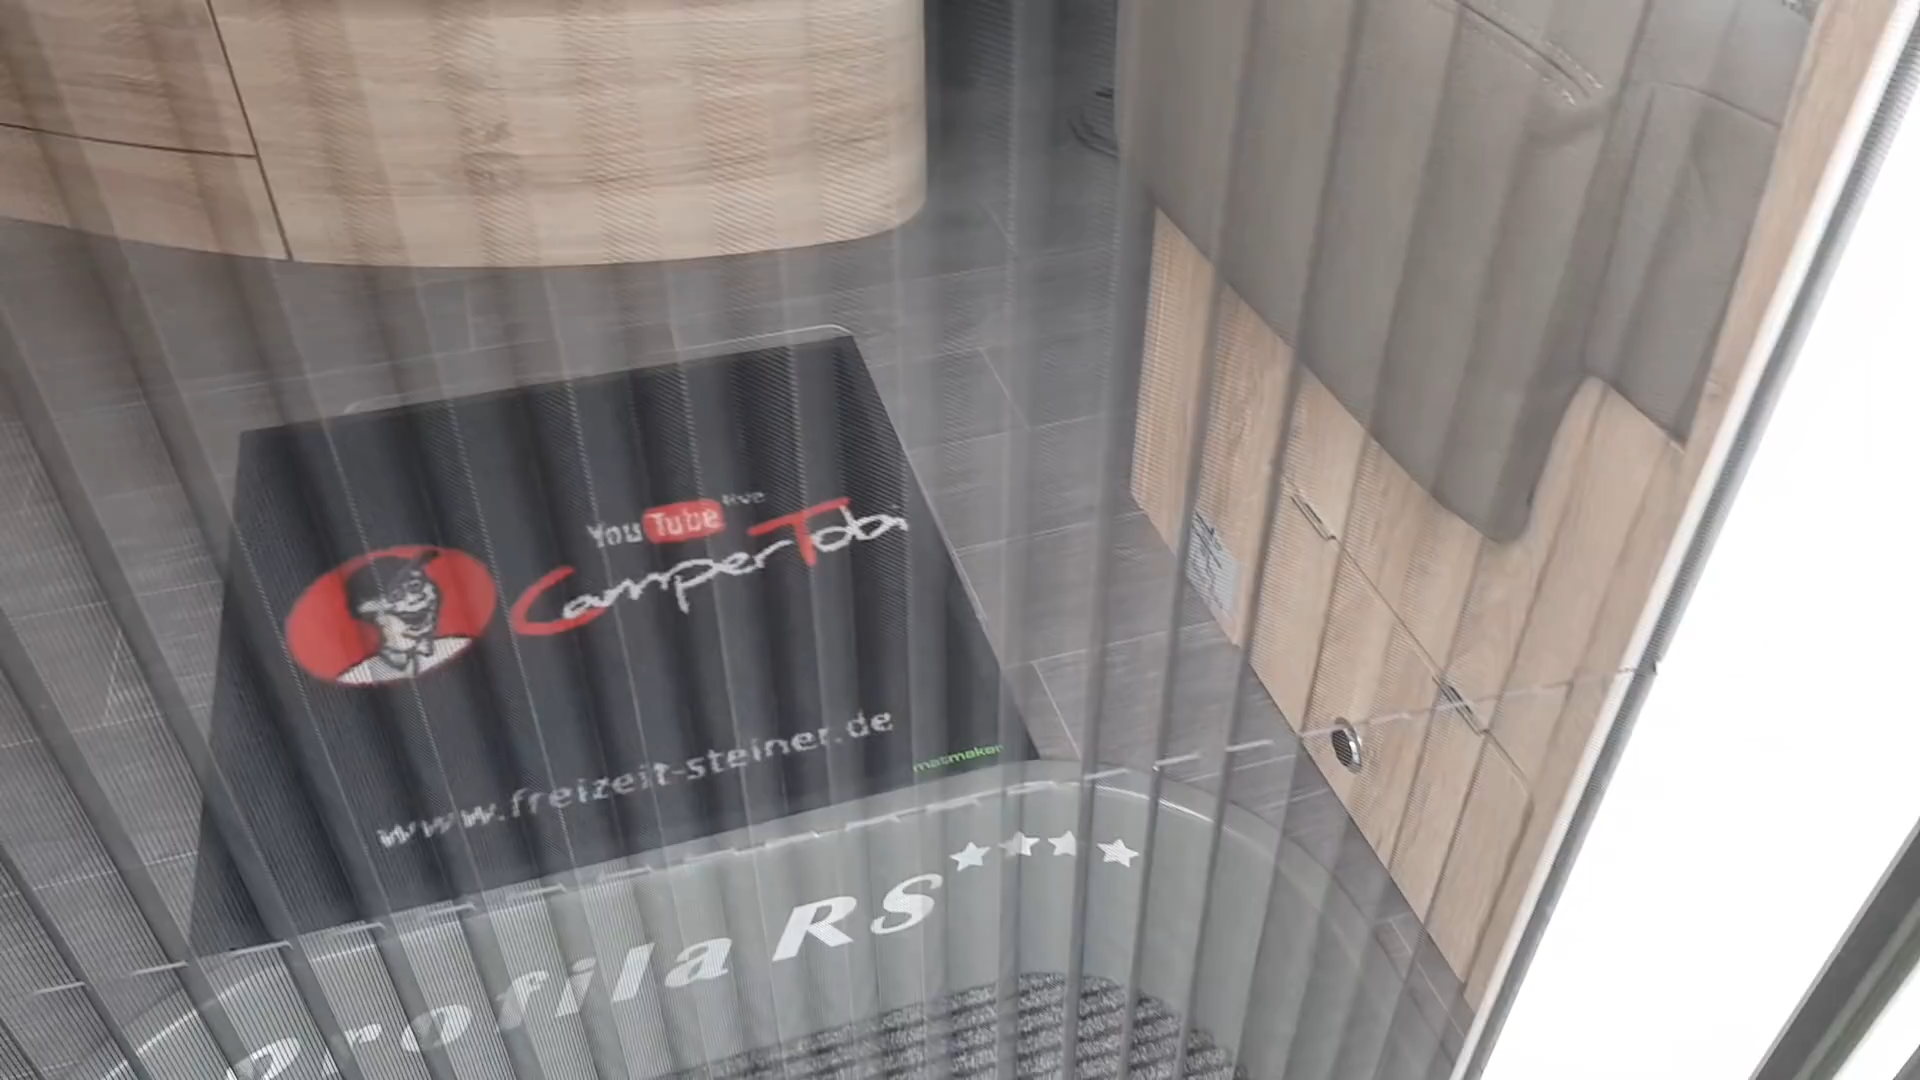 YouTube live
CamperTobi
www.freizeit-steiner.de
matmaker
Profila RS